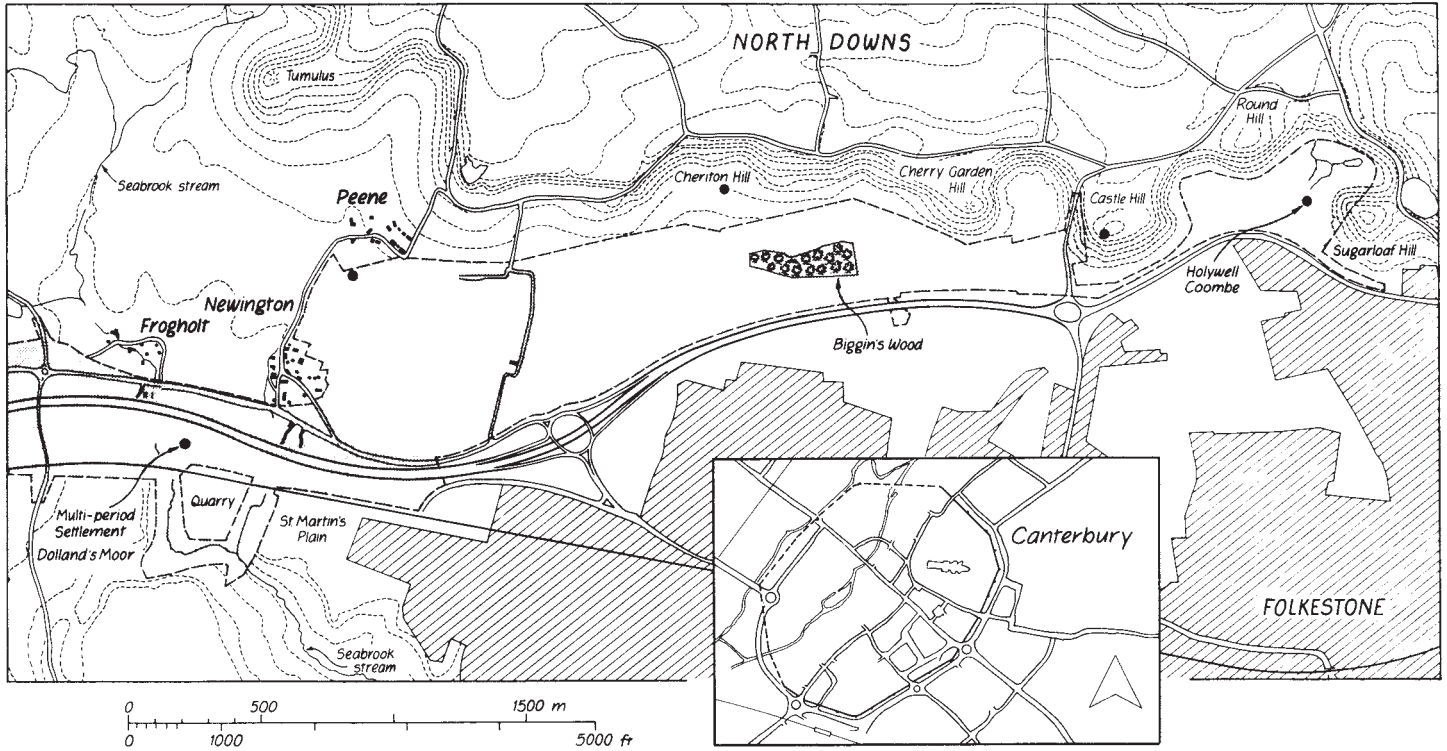 NORTH DOWNS
Tumulus
Round
Hill
Seabrook stream
Cheriton Hill
Cherry Garden
Hill
Peene
Castle Hill
Sugarloaf Hill
Holywell
Coombe
Newington
Frogholt
Biggin's Wood
Quarry
Multi-period
Settlement
Dolland's Moor
St Martin's
Plain
Canterbury
FOLKESTONE
Seabrook
stream
0 500 1500 m
0 1000 5000 ft